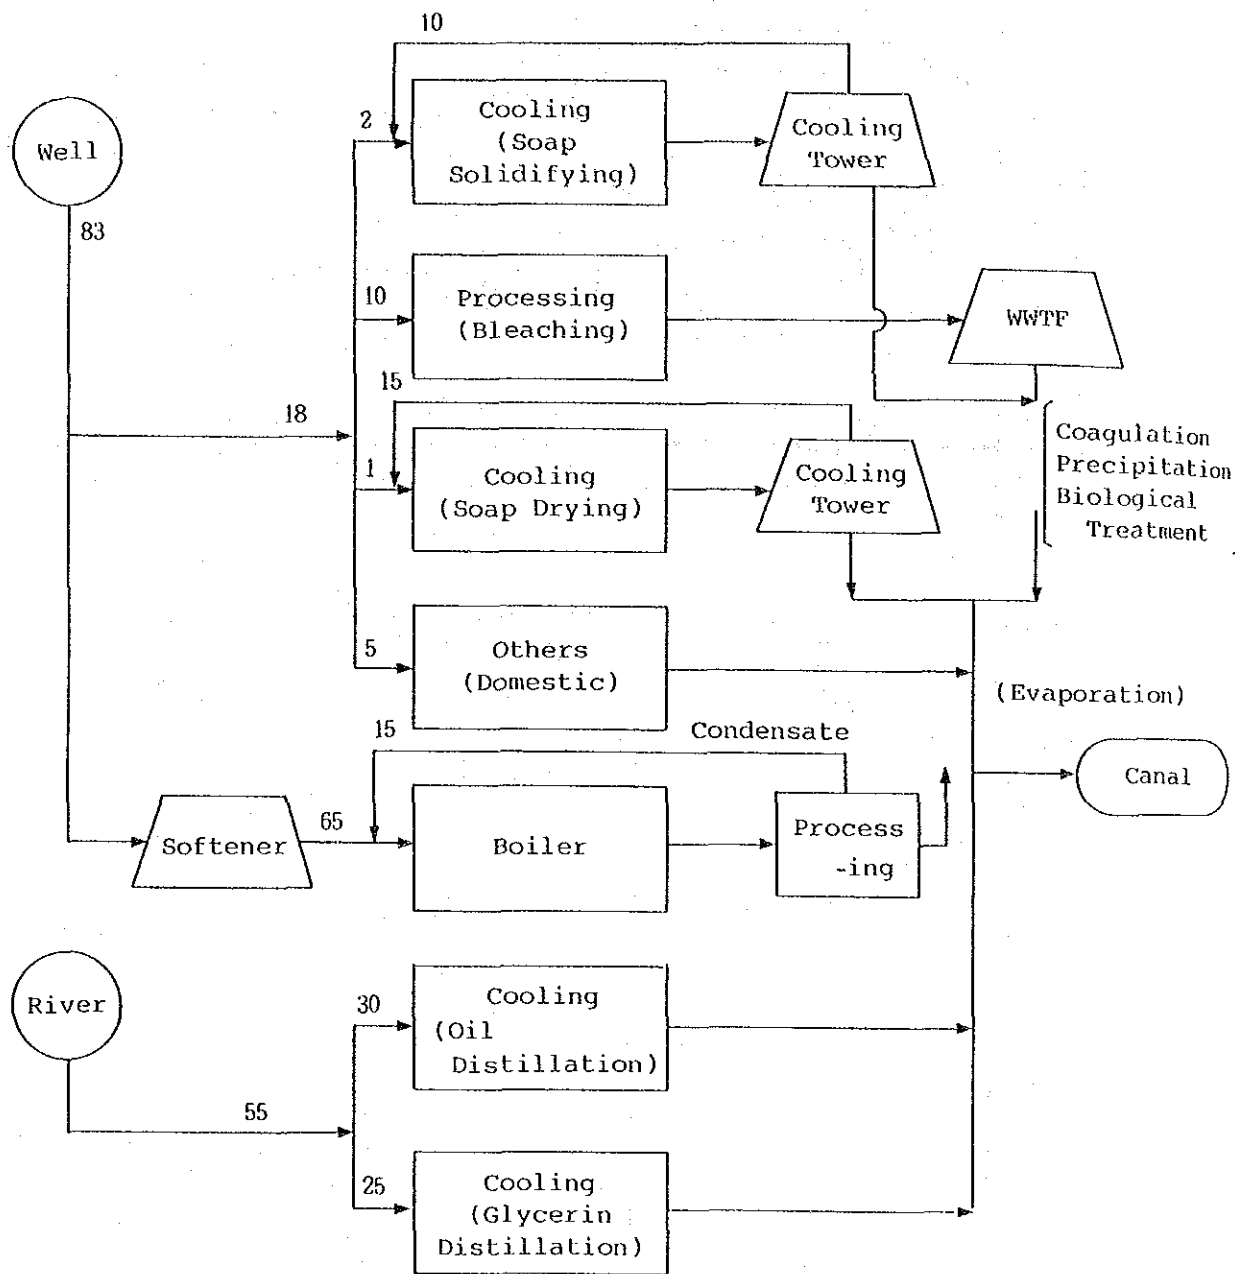 10
Well
2
Cooling
(Soap
Solidifying)
Cooling
Tower
83
10
Processing
(Bleaching)
WWTF
15
18
1
Cooling
(Soap Drying)
Cooling
Tower
Coagulation
Precipitation
Biological
Treatment
5
Others
(Domestic)
(Evaporation)
15
Condensate
Canal
Softener
65
Boiler
Process
-ing
River
30
Cooling
(Oil
Distillation)
55
25
Cooling
(Glycerin
Distillation)